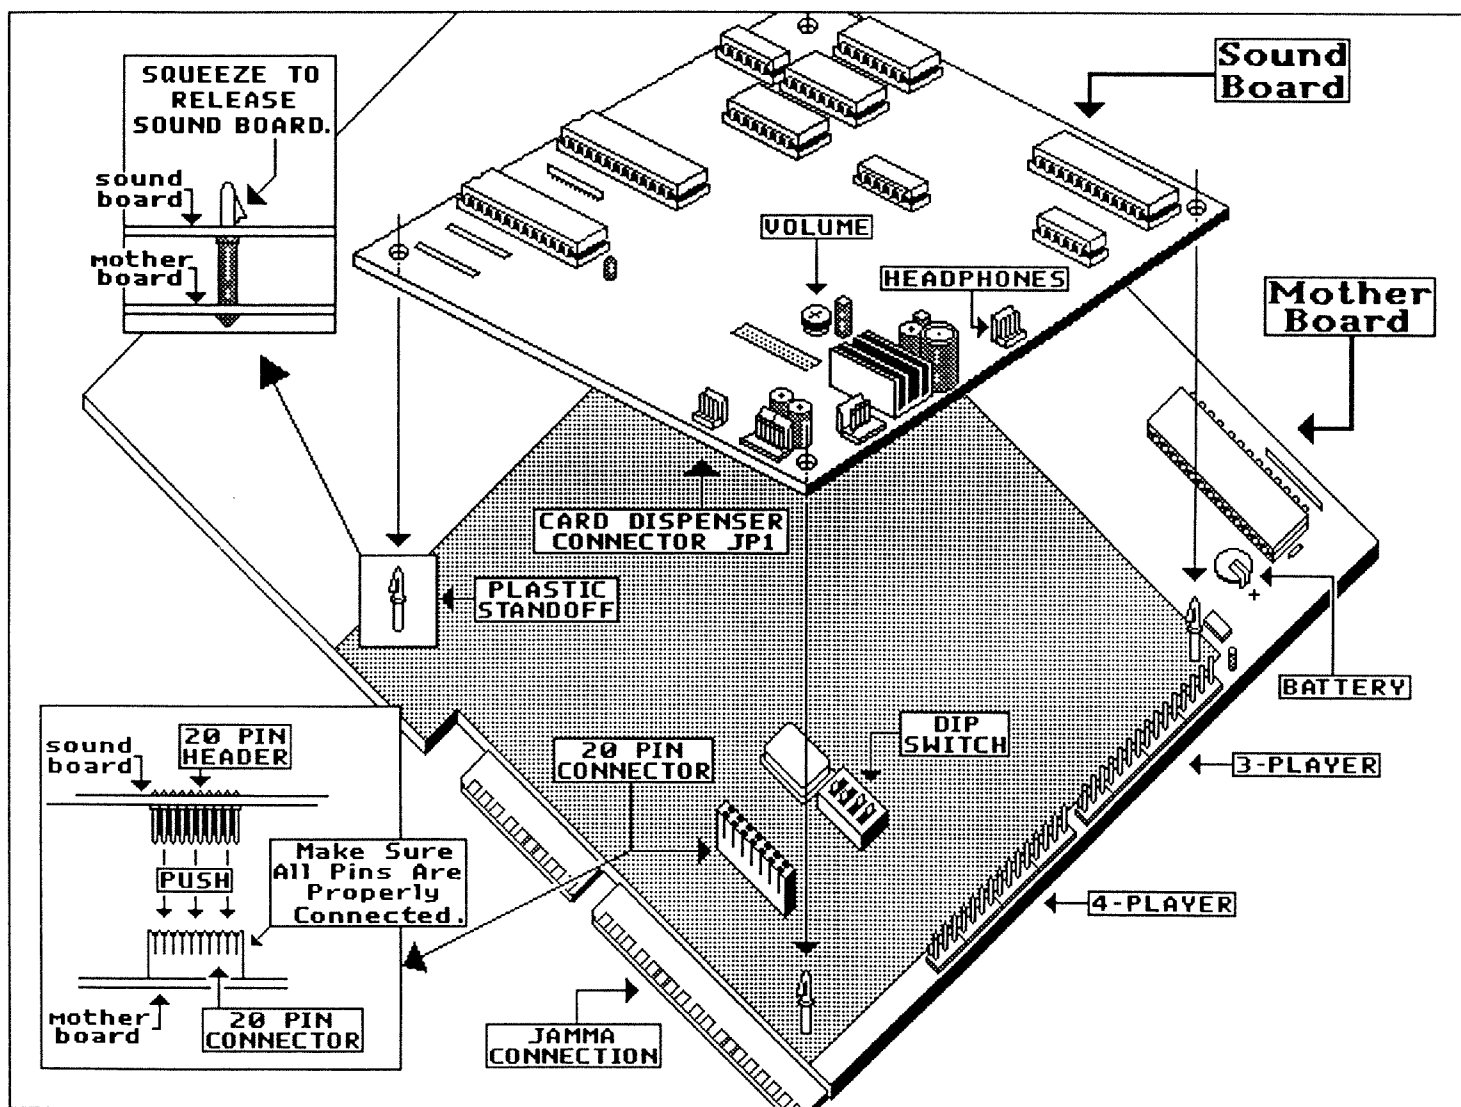 SQUEEZE TO
RELEASE
SOUND BOARD.
sound
board
Mother
board
Sound
Board
VOLUME
HEADPHONES
Mother
Board
CARD DISPENSER
CONNECTOR JP1
PLASTIC
STANDOFF
BATTERY
+
DIP
SWITCH
20 PIN
CONNECTOR
3-PLAYER
4-PLAYER
JAMMA
CONNECTION
sound
board
20 PIN
HEADER
PUSH
Make Sure
All Pins Are
Properly
Connected.
Mother
board
20 PIN
CONNECTOR